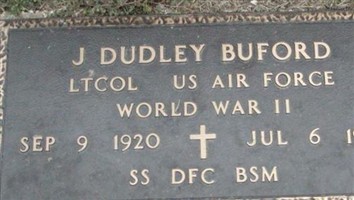 J DUDLEY BUFORD
LTCOL US AIR FORCE
WORLD WAR II
SEP 9 1920 JUL 6
SS DFC BSM